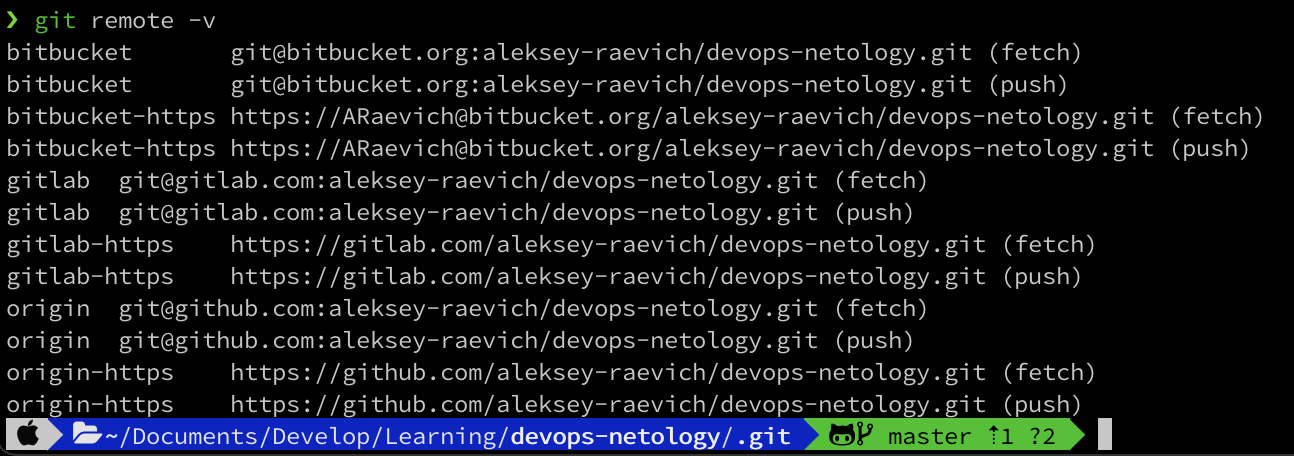 ❯ git remote -v
bitbucket       git@bitbucket.org:aleksey-raevich/devops-netology.git (fetch)
bitbucket       git@bitbucket.org:aleksey-raevich/devops-netology.git (push)
bitbucket-https https://ARaevich@bitbucket.org/aleksey-raevich/devops-netology.git (fetch)
bitbucket-https https://ARaevich@bitbucket.org/aleksey-raevich/devops-netology.git (push)
gitlab  git@gitlab.com:aleksey-raevich/devops-netology.git (fetch)
gitlab  git@gitlab.com:aleksey-raevich/devops-netology.git (push)
gitlab-https    https://gitlab.com/aleksey-raevich/devops-netology.git (fetch)
gitlab-https    https://gitlab.com/aleksey-raevich/devops-netology.git (push)
origin  git@github.com:aleksey-raevich/devops-netology.git (fetch)
origin  git@github.com:aleksey-raevich/devops-netology.git (push)
origin-https    https://github.com/aleksey-raevich/devops-netology.git (fetch)
origin-https    https://github.com/aleksey-raevich/devops-netology.git (push)
~/Documents/Develop/Learning/devops-netology/.git master ⇡1 ?2